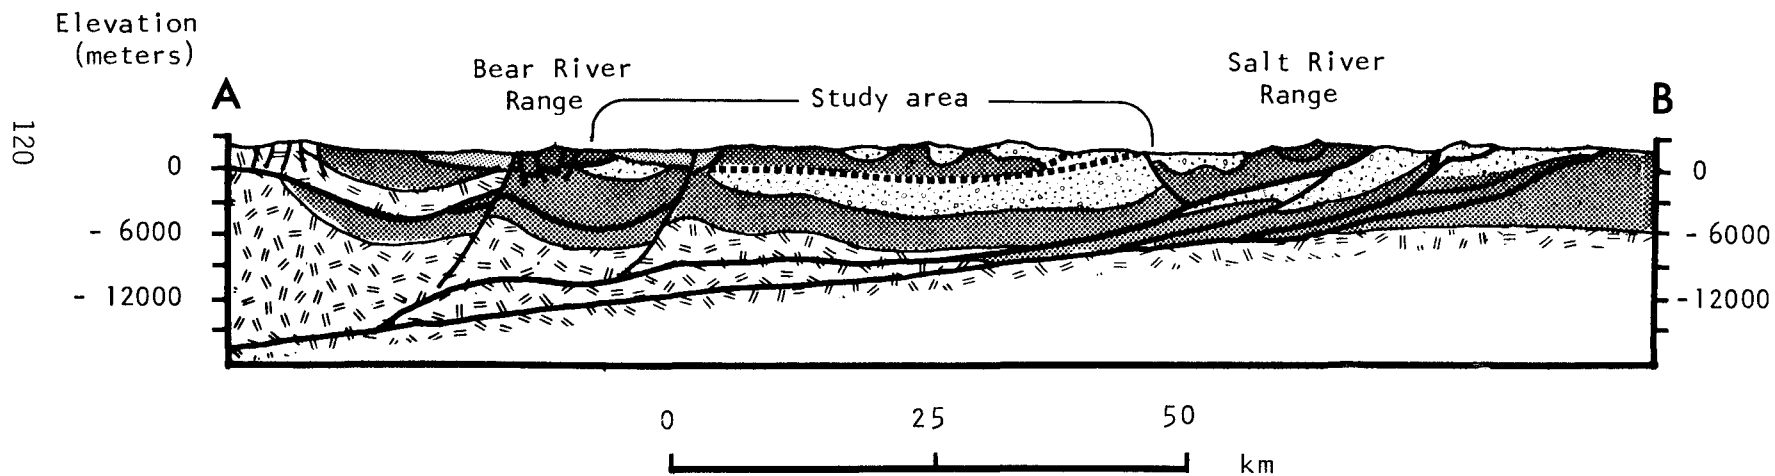 Elevation
(meters)
A
Bear River
Range
Study area
Salt River
Range
B
120
0
- 6000
- 12000
0
- 6000
-12000
0 25 50
km